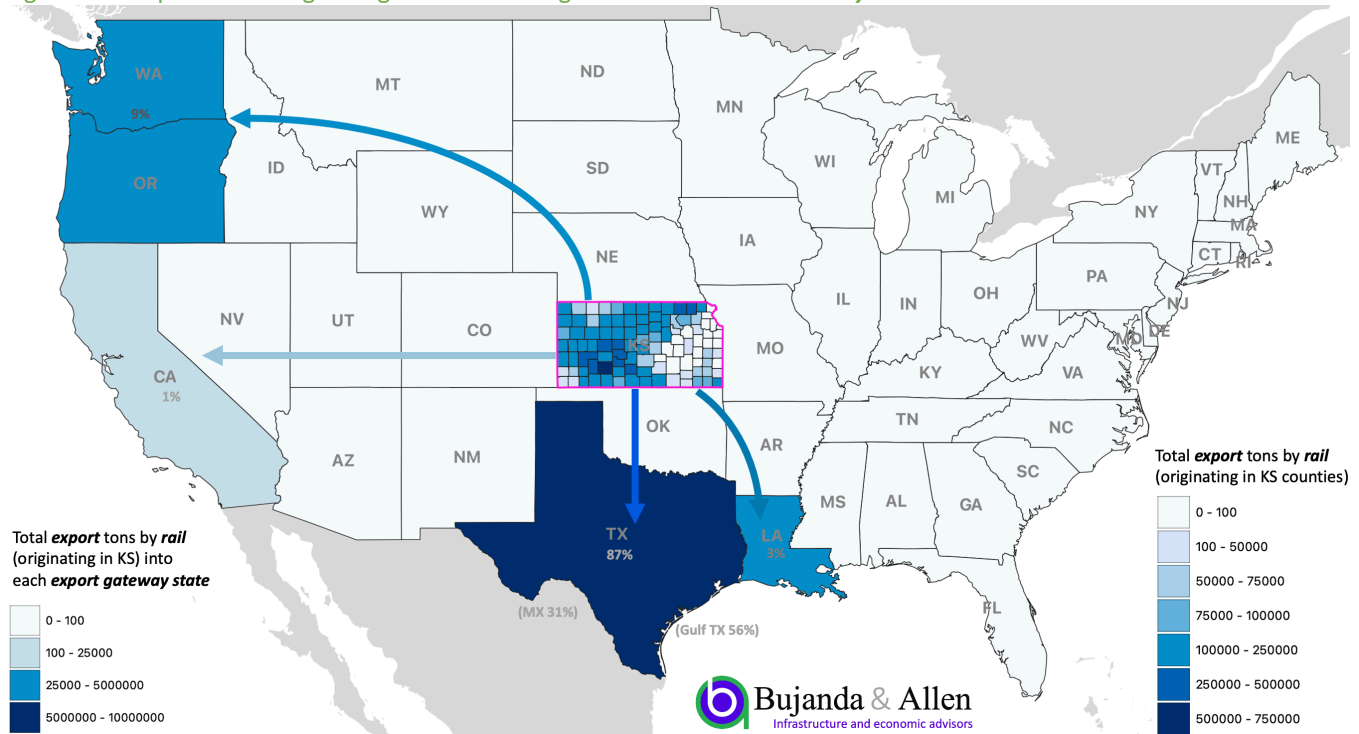 WA
9%
OR
MT
ID
WY
ND
SD
NE
MN
WI
MI
IA
IL
IN
OH
PA
NY
VT
NH
ME
MA
CT
RI
NJ
DE
MD
WV
VA
KY
TN
NC
SC
GA
AL
MS
FL
NV
UT
CO
KS
MO
CA
1%
AZ
NM
OK
AR
TX
87%
LA
3%
(MX 31%)
(Gulf TX 56%)
Total export tons by rail
(originating in KS) into
each export gateway state
0 - 100
100 - 25000
25000 - 5000000
5000000 - 10000000
Total export tons by rail
(originating in KS counties)
0 - 100
100 - 50000
50000 - 75000
75000 - 100000
100000 - 250000
250000 - 500000
500000 - 750000
Bujanda & Allen
Infrastructure and economic advisors